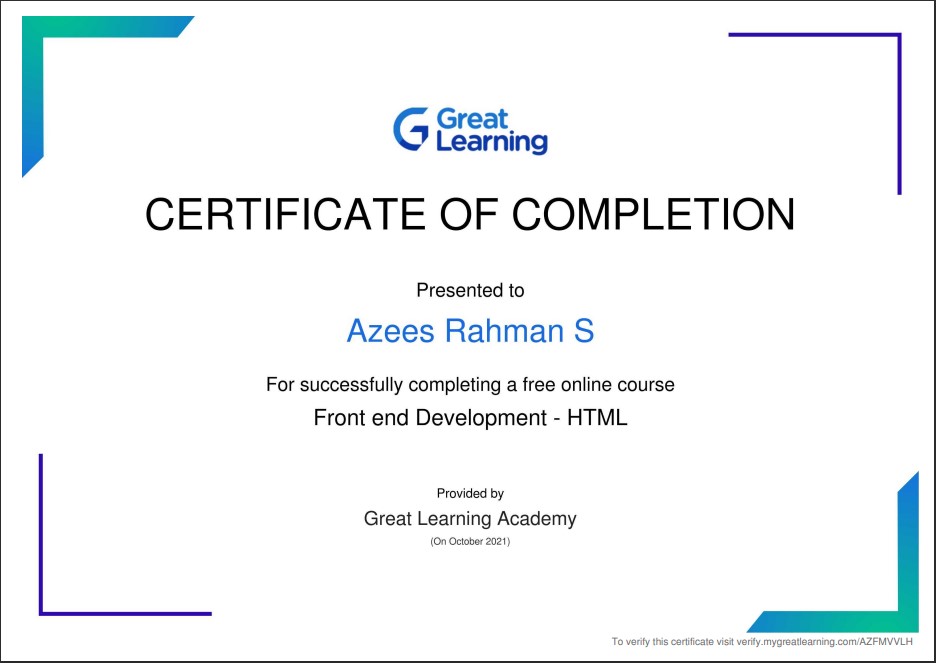 Great
Learning
CERTIFICATE OF COMPLETION
Presented to
Azees Rahman S
For successfully completing a free online course
Front end Development - HTML
Provided by
Great Learning Academy
(On October 2021)
To verify this certificate visit verify.mygreatlearning.com/AZFMVVLH